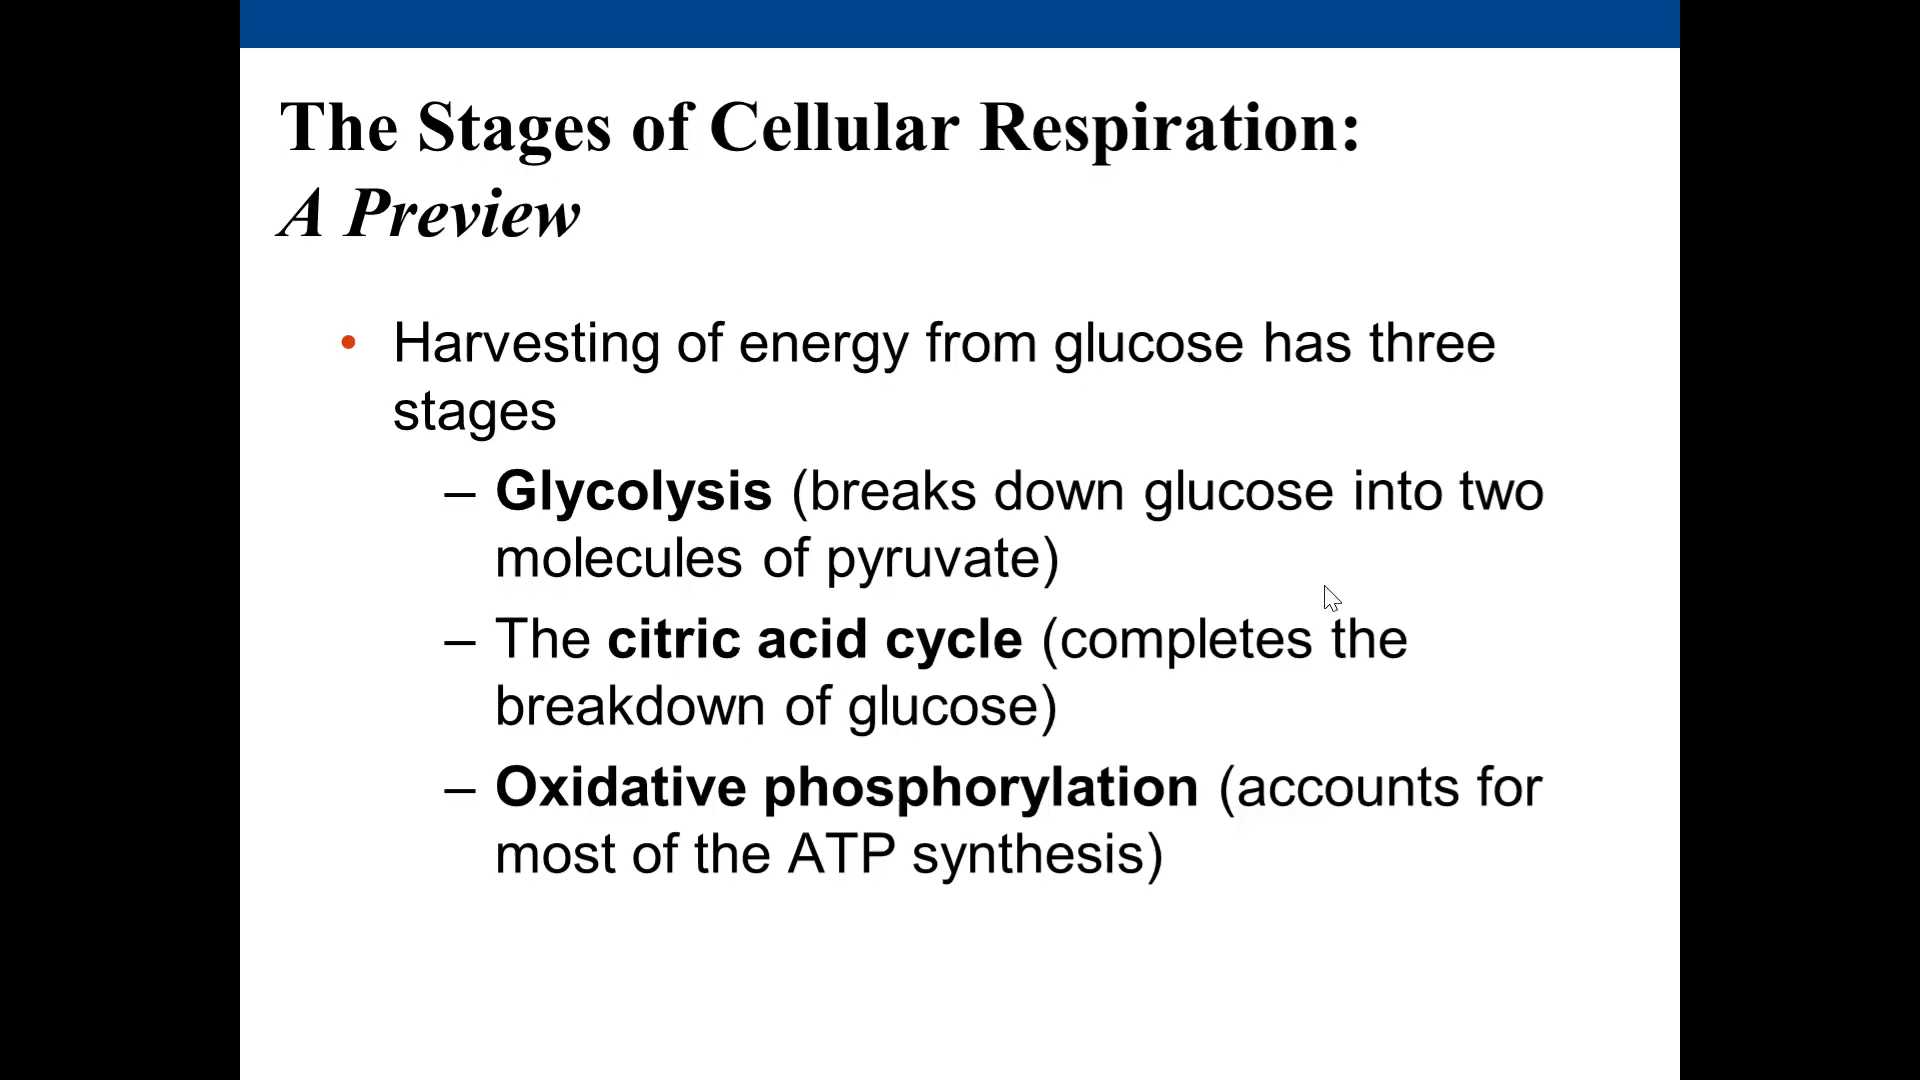 The Stages of Cellular Respiration:
A Preview
• Harvesting of energy from glucose has three
stages
– Glycolysis (breaks down glucose into two
molecules of pyruvate)
– The citric acid cycle (completes the
breakdown of glucose)
– Oxidative phosphorylation (accounts for
most of the ATP synthesis)